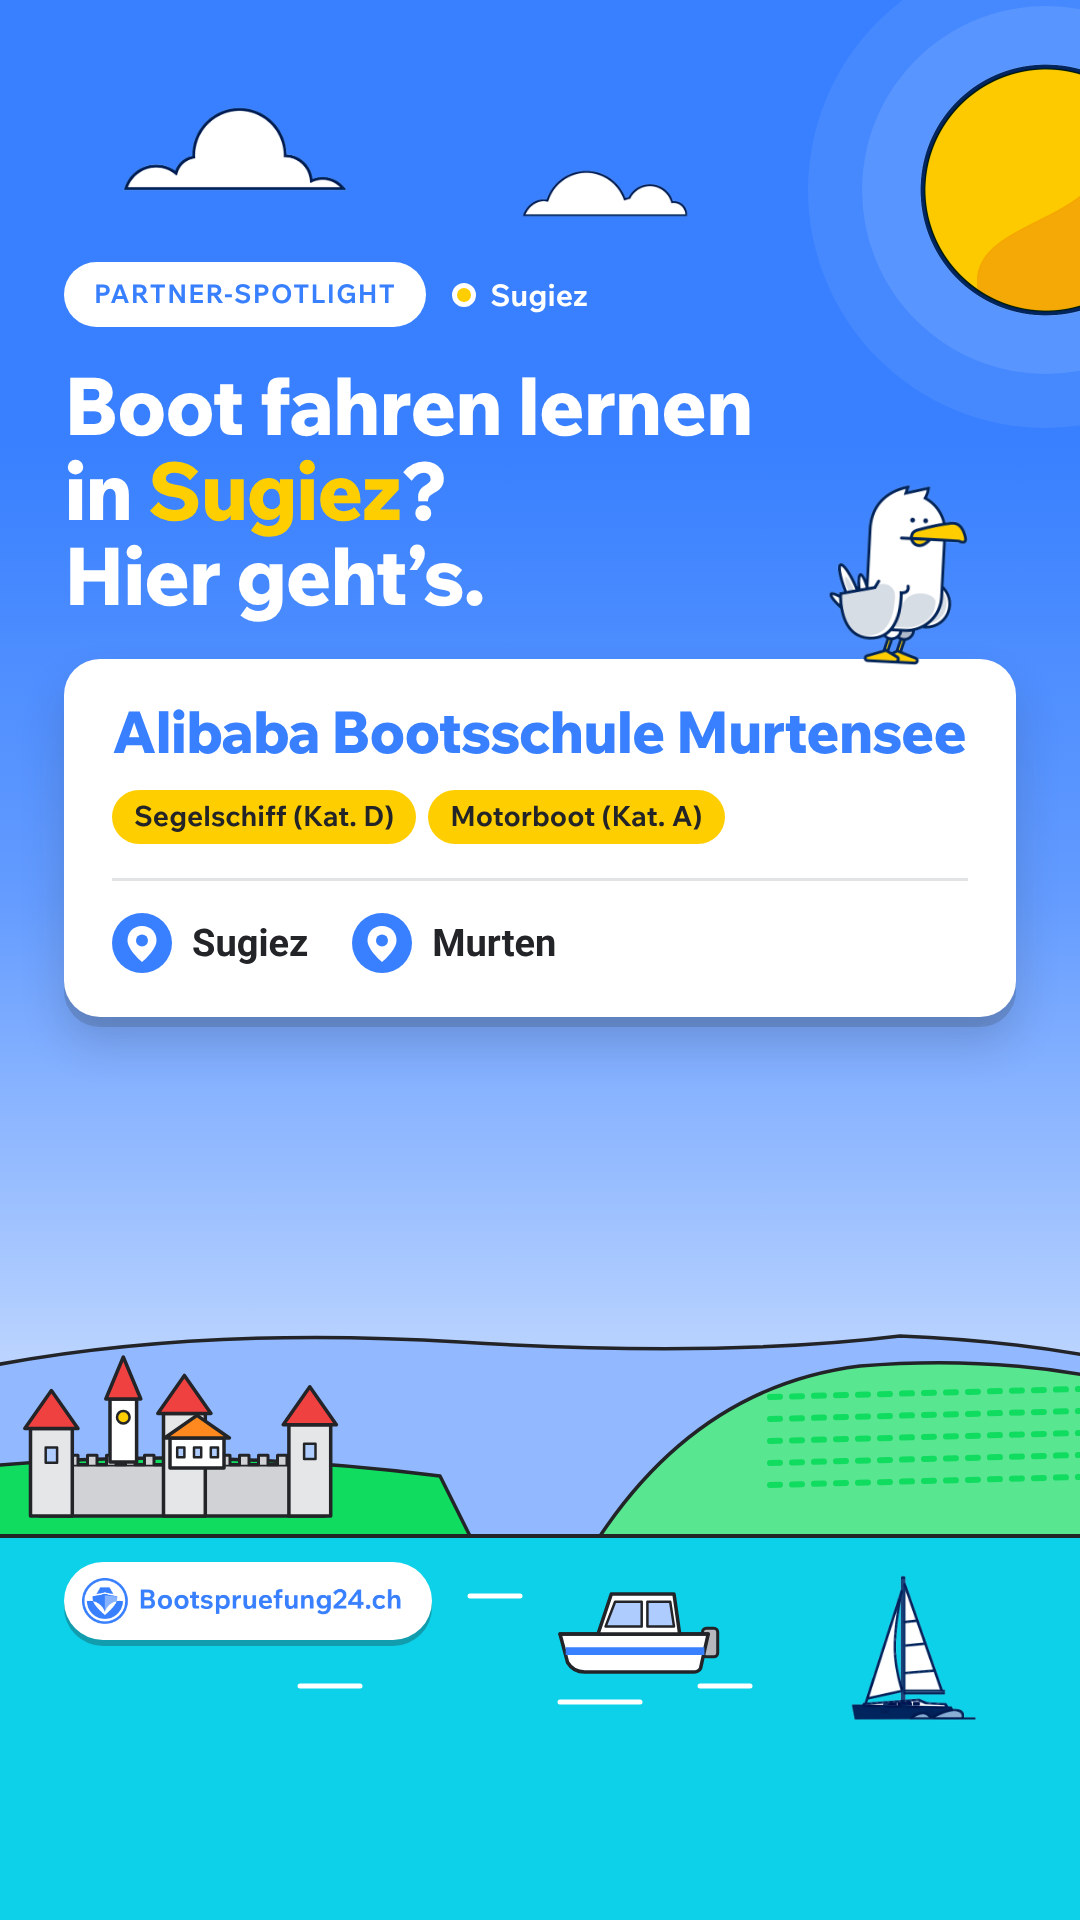 PARTNER-SPOTLIGHT
Sugiez
Boot fahren lernen
in Sugiez?
Hier geht’s.
Alibaba Bootsschule Murtensee
Segelschiff (Kat. D)
Motorboot (Kat. A)
Sugiez
Murten
Bootspruefung24.ch